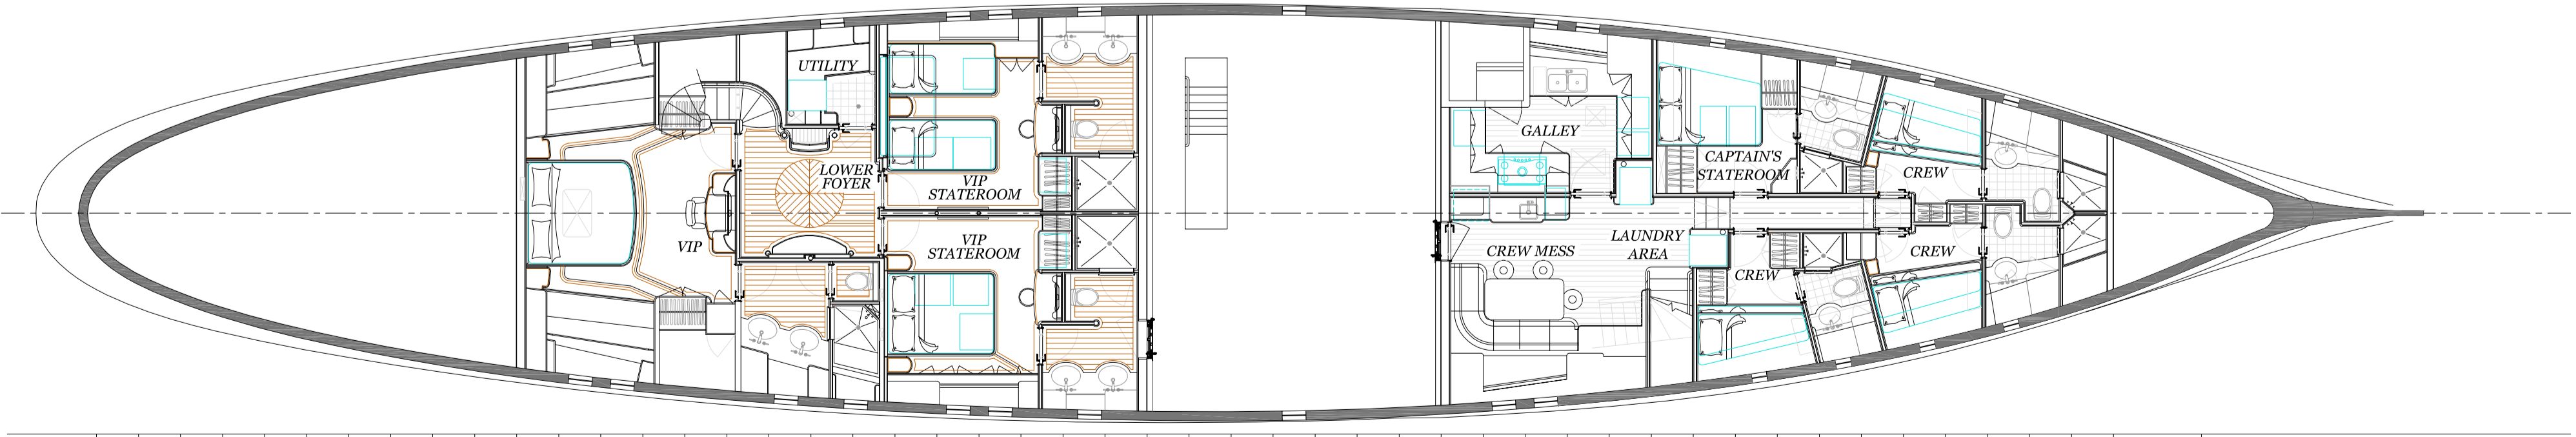 UTILITY
LOWER
FOYER
VIP
VIP
STATEROOM
VIP
STATEROOM
GALLEY
CREW MESS
LAUNDRY
AREA
CAPTAIN'S
STATEROOM
CREW
CREW
CREW